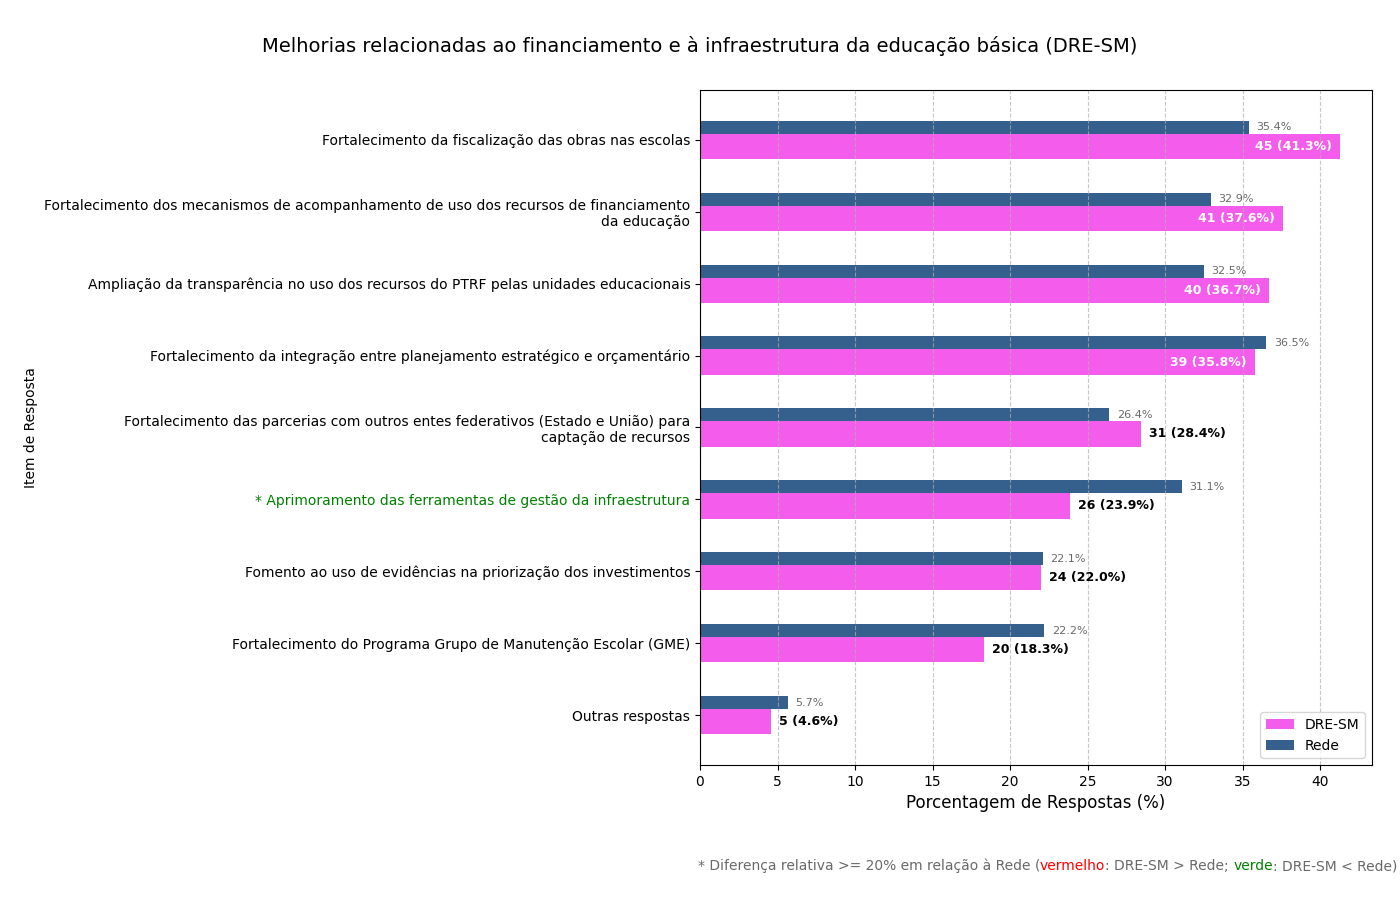 Melhorias relacionadas ao financiamento e à infraestrutura da educação básica (DRE-SM)
Item de Resposta
Fortalecimento da fiscalização das obras nas escolas
35.4%
45 (41.3%)
Fortalecimento dos mecanismos de acompanhamento de uso dos recursos de financiamento
da educação
32.9%
41 (37.6%)
Ampliação da transparência no uso dos recursos do PTRF pelas unidades educacionais
32.5%
40 (36.7%)
Fortalecimento da integração entre planejamento estratégico e orçamentário
36.5%
39 (35.8%)
Fortalecimento das parcerias com outros entes federativos (Estado e União) para
captação de recursos
26.4%
31 (28.4%)
* Aprimoramento das ferramentas de gestão da infraestrutura
31.1%
26 (23.9%)
Fomento ao uso de evidências na priorização dos investimentos
22.1%
24 (22.0%)
Fortalecimento do Programa Grupo de Manutenção Escolar (GME)
22.2%
20 (18.3%)
Outras respostas
5.7%
5 (4.6%)
DRE-SM
Rede
0 5 10 15 20 25 30 35 40
Porcentagem de Respostas (%)
* Diferença relativa >= 20% em relação à Rede (vermelho: DRE-SM > Rede; verde: DRE-SM < Rede)